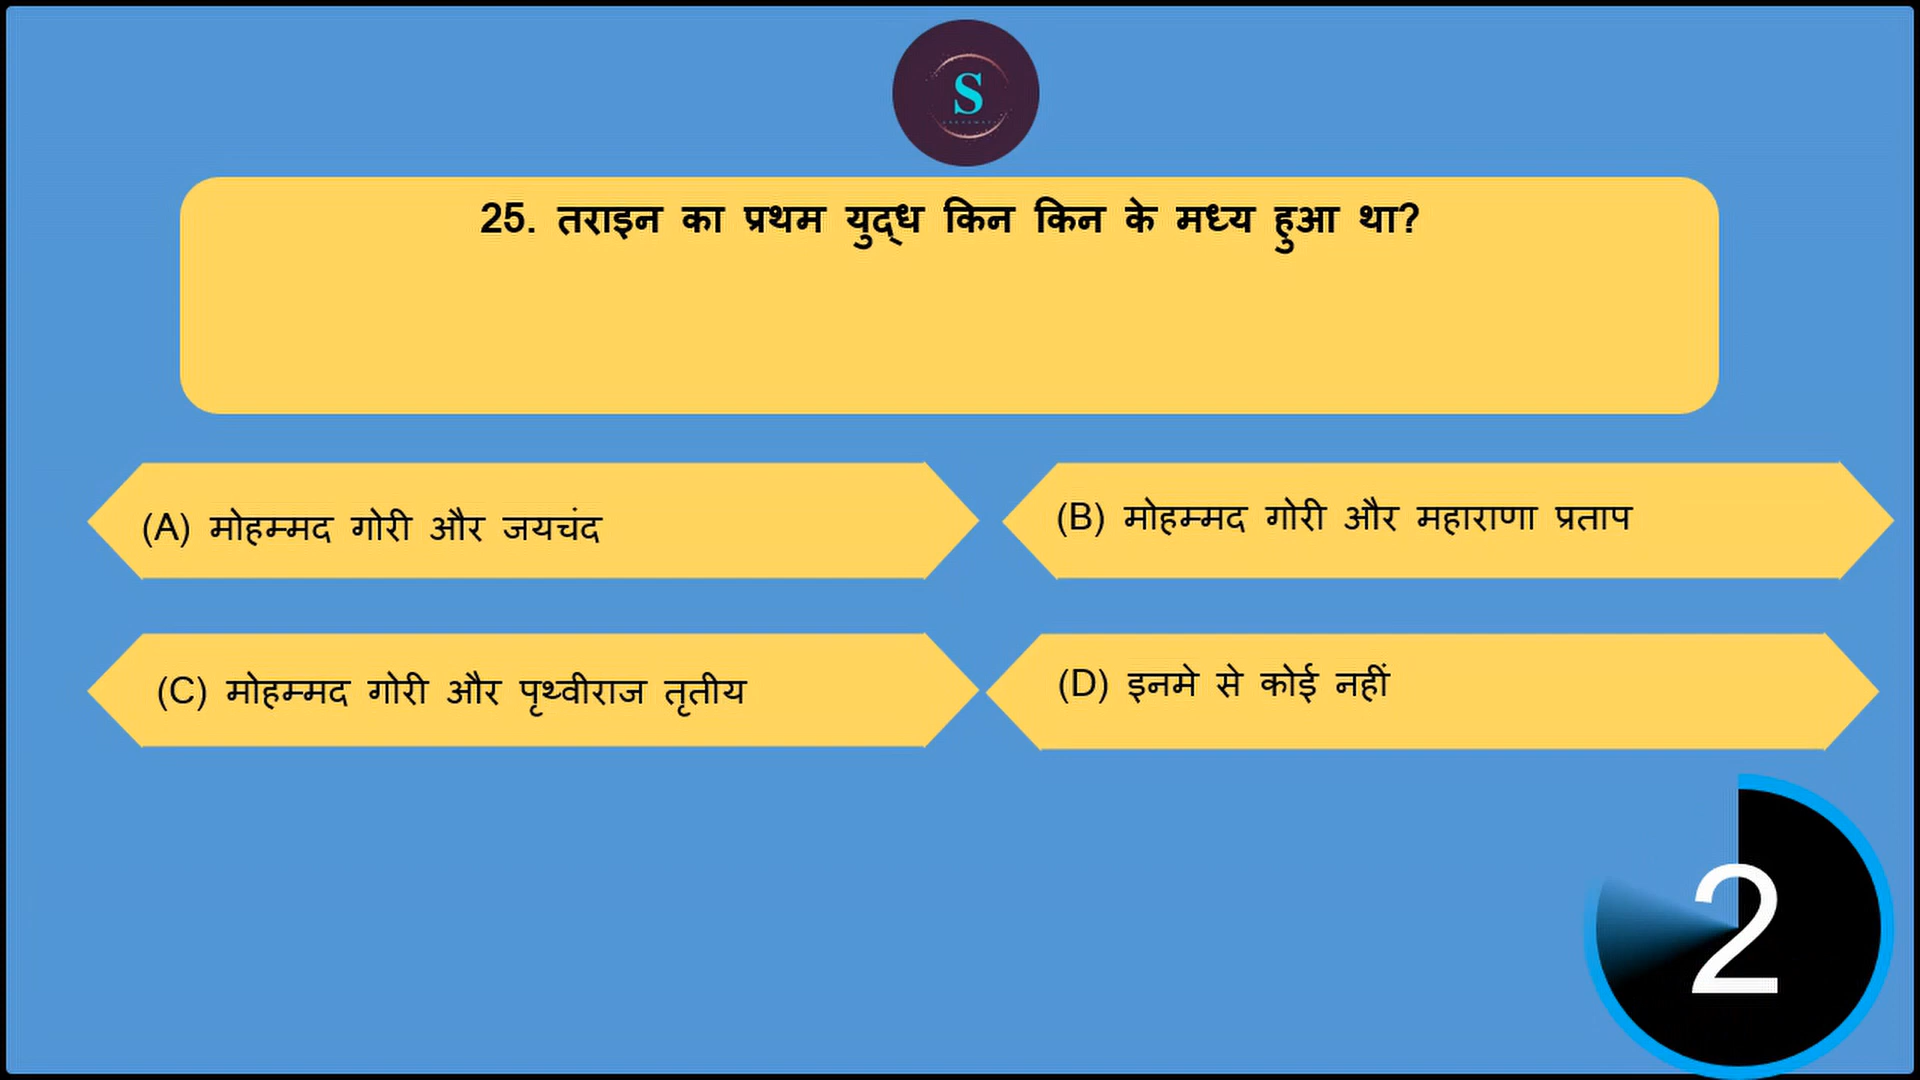 S
25. तराइन का प्रथम युद्ध किन किन के मध्य हुआ था?
(A) मोहम्मद गोरी और जयचंद
(B) मोहम्मद गोरी और महाराणा प्रताप
(C) मोहम्मद गोरी और पृथ्वीराज तृतीय
(D) इनमे से कोई नहीं
2